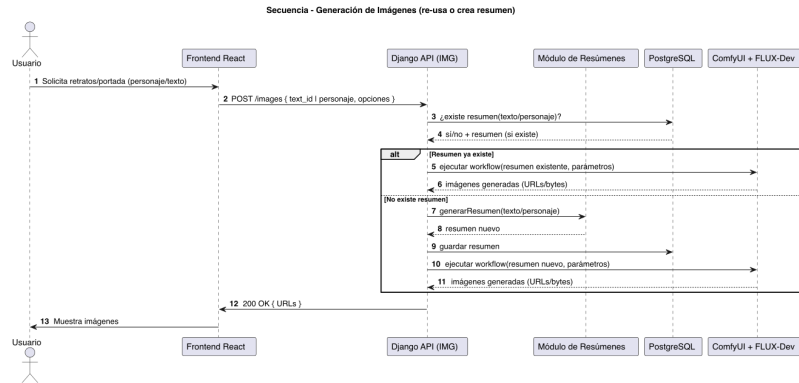 Secuencia - Generación de Imágenes (re-usa o crea resumen)
Usuario
Frontend React
Django API (IMG)
Módulo de Resúmenes
PostgreSQL
ComfyUI + FLUX-Dev
1 Solicita retratos/portada (personaje/texto)
2 POST /images { text_id | personaje, opciones }
3 ¿existe resumen(texto/personaje)?
4 sí/no + resumen (si existe)
alt [Resumen ya existe]
5 ejecutar workflow(resumen existente, parámetros)
6 imágenes generadas (URLs/bytes)
[No existe resumen]
7 generarResumen(texto/personaje)
8 resumen nuevo
9 guardar resumen
10 ejecutar workflow(resumen nuevo, parámetros)
11 imágenes generadas (URLs/bytes)
12 200 OK { URLs }
13 Muestra imágenes
Usuario
Frontend React
Django API (IMG)
Módulo de Resúmenes
PostgreSQL
ComfyUI + FLUX-Dev